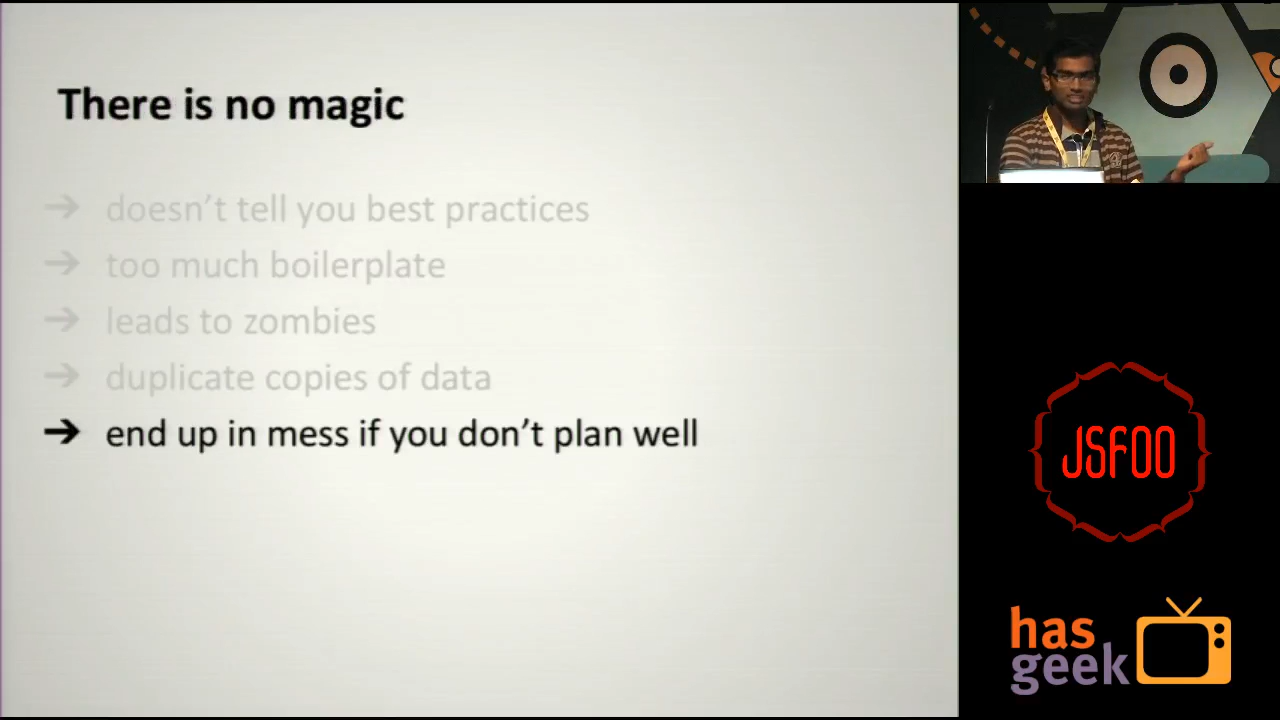 There is no magic
➔ doesn't tell you best practices
➔ too much boilerplate
➔ leads to zombies
➔ duplicate copies of data
➔ end up in mess if you don't plan well
JSFOO
has
geek